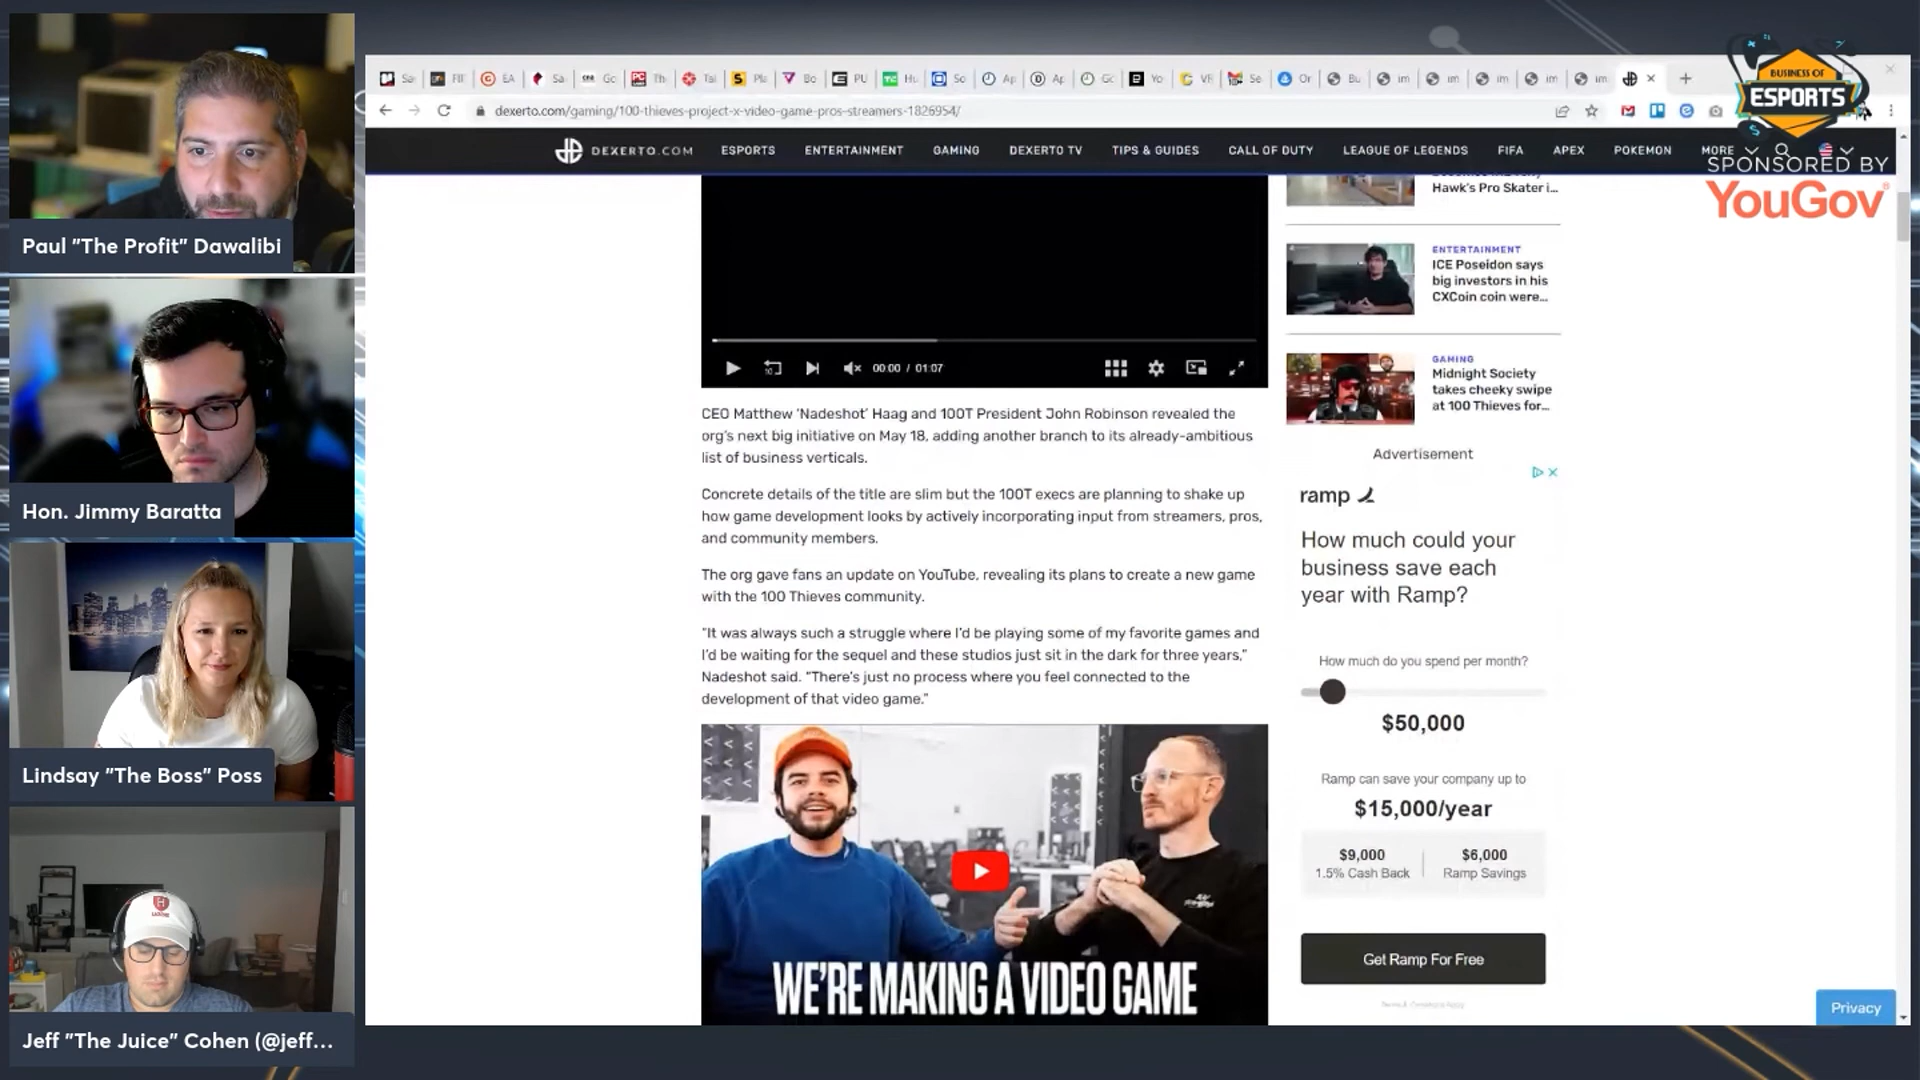 Paul "The Profit" Dawalibi
Hon. Jimmy Baratta
Lindsay "The Boss" Poss
Jeff "The Juice" Cohen (@jeff...
dexerto.com/gaming/100-thieves-project-x-video-game-pros-streamers-1826954/
BUSINESS OF
ESPORTS
SPONSORED BY
YouGov
DEXERTO.COM
ESPORTS
ENTERTAINMENT
GAMING
DEXERTO TV
TIPS & GUIDES
CALL OF DUTY
LEAGUE OF LEGENDS
FIFA
APEX
POKEMON
MORE
00:00 / 01:07
CEO Matthew 'Nadeshot' Haag and 100T President John Robinson revealed the
org's next big initiative on May 18, adding another branch to its already-ambitious
list of business verticals.
Concrete details of the title are slim but the 100T execs are planning to shake up
how game development looks by actively incorporating input from streamers, pros,
and community members.
The org gave fans an update on YouTube, revealing its plans to create a new game
with the 100 Thieves community.
"It was always such a struggle where I'd be playing some of my favorite games and
I'd be waiting for the sequel and these studios just sit in the dark for three years,"
Nadeshot said. "There's just no process where you feel connected to the
development of that video game."
WE'RE MAKING A VIDEO GAME
Hawk's Pro Skater i...
ENTERTAINMENT
ICE Poseidon says
big investors in his
CXCoin coin were...
GAMING
Midnight Society
takes cheeky swipe
at 100 Thieves for...
Advertisement
ramp
How much could your
business save each
year with Ramp?
How much do you spend per month?
$50,000
Ramp can save your company up to
$15,000/year
$9,000
1.5% Cash Back
$6,000
Ramp Savings
Get Ramp For Free
Privacy